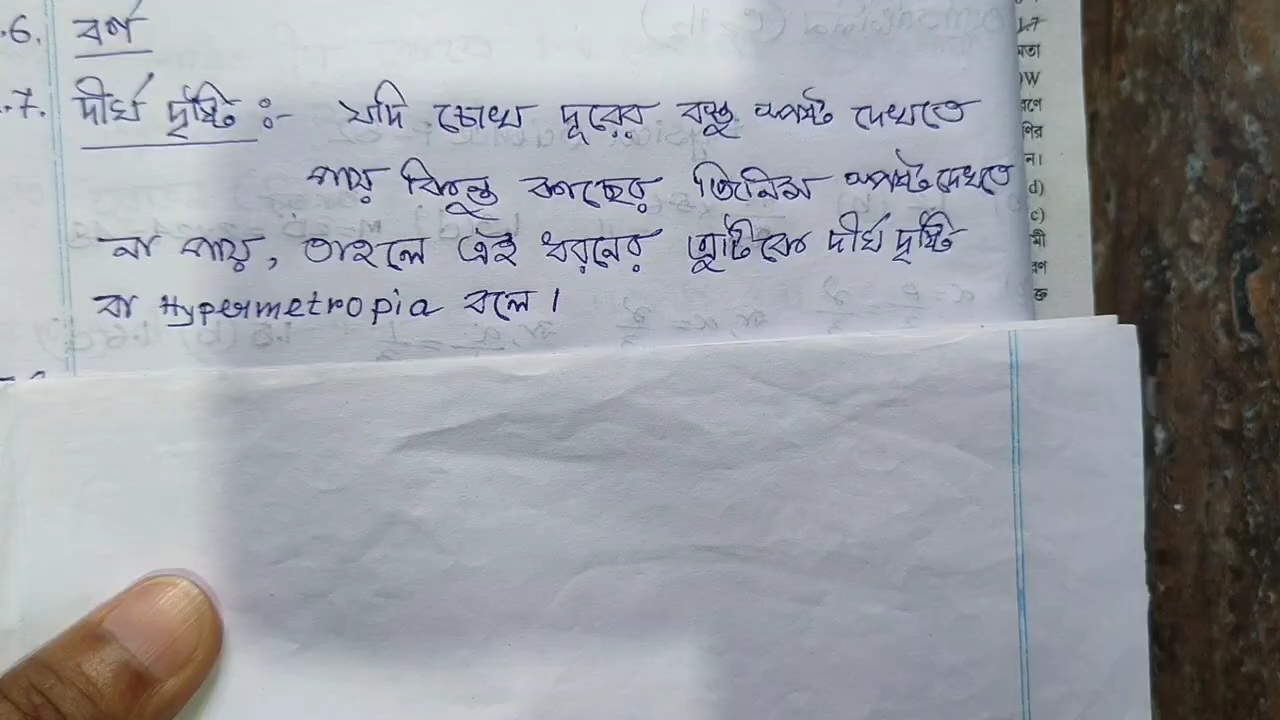 .6. বর্ণ
.7. দীর্ঘ দৃষ্টি :- যদি চোখ দূরের বস্তু স্পষ্ট দেখতে
পায় কিন্তু কাছের জিনিস স্পষ্ট দেখতে
না পায়, তাহলে এই ধরনের ত্রুটিকে দীর্ঘ দৃষ্টি
বা Hypermetropia বলে।